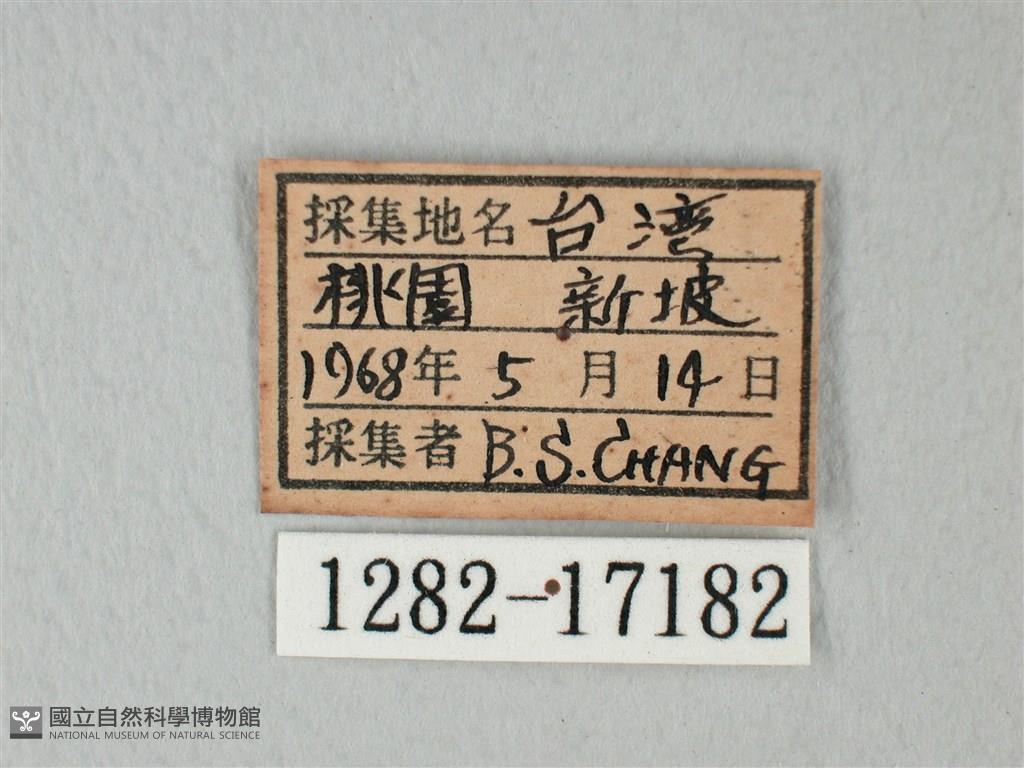 採集地名 台湾
桃園 新坡
1968年 5 月 14 日
採集者 B.S.CHANG
1282-17182
國立自然科學博物館
NATIONAL MUSEUM OF NATURAL SCIENCE